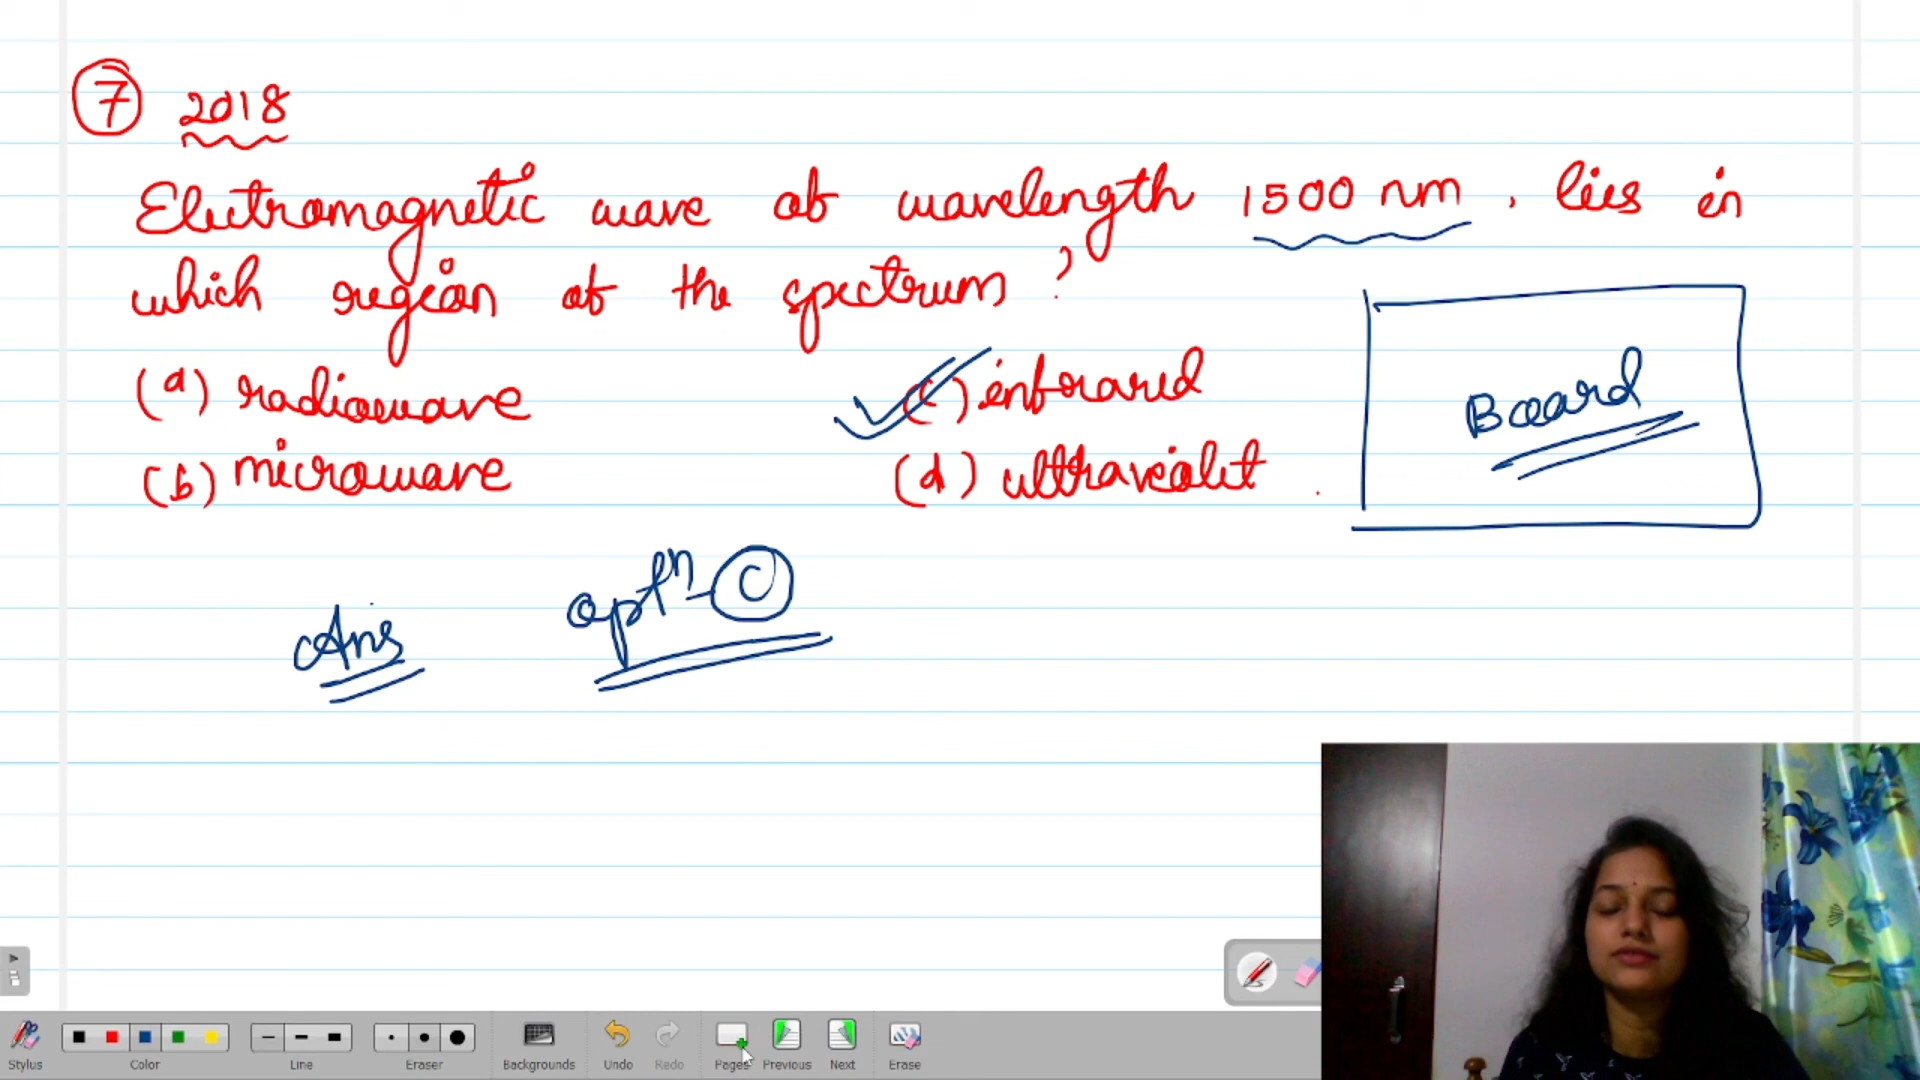 7 2018
Electromagnetic wave of wavelength 1500 nm, lies in
which region of the spectrum ?
(a) radiowave (c) infrared
(b) microwave (d) ultraviolet
Board
Ans optn - C
Stylus Color Line Eraser Backgrounds Undo Redo Pages Previous Next Erase